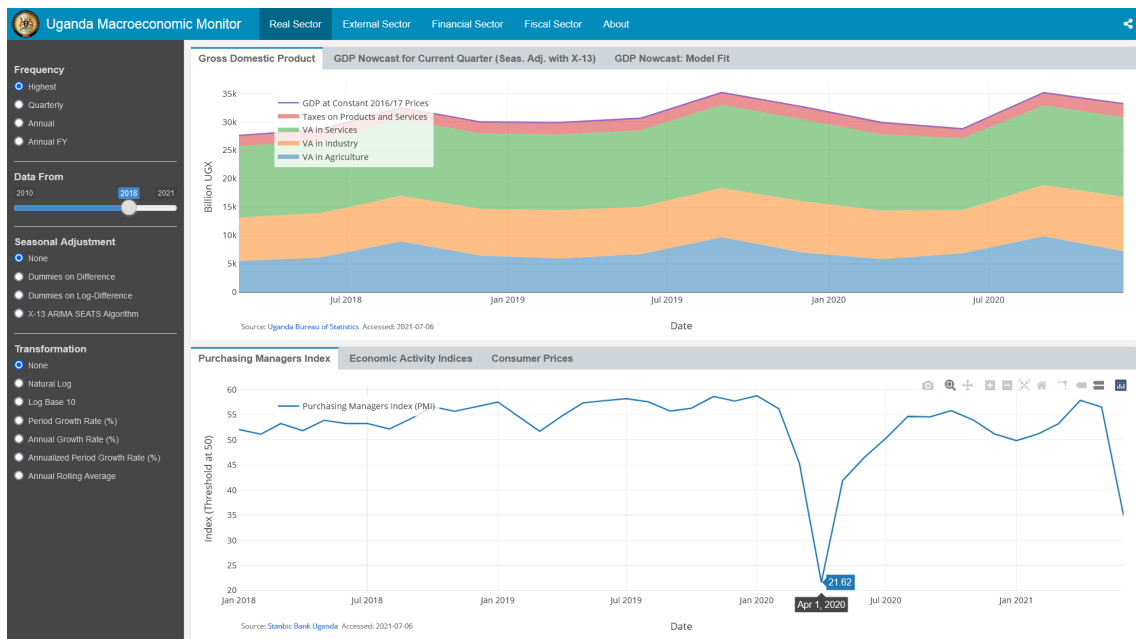 Uganda Macroeconomic Monitor
Real Sector
External Sector
Financial Sector
Fiscal Sector
About
Frequency
Highest
Quarterly
Annual
Annual FY
Data From
2010
2018
2021
Seasonal Adjustment
None
Dummies on Difference
Dummies on Log-Difference
X-13 ARIMA SEATS Algorithm
Transformation
None
Natural Log
Log Base 10
Period Growth Rate (%)
Annual Growth Rate (%)
Annualized Period Growth Rate (%)
Annual Rolling Average
Gross Domestic Product
GDP Nowcast for Current Quarter (Seas. Adj. with X-13)
GDP Nowcast: Model Fit
35k
30k
25k
20k
15k
10k
5k
0
Billion UGX
GDP at Constant 2016/17 Prices
Taxes on Products and Services
VA in Services
VA in Industry
VA in Agriculture
Jul 2018
Jan 2019
Jul 2019
Jan 2020
Jul 2020
Date
Source: Uganda Bureau of Statistics Accessed: 2021-07-06
Purchasing Managers Index
Economic Activity Indices
Consumer Prices
60
55
50
45
40
35
30
25
20
Index (Threshold at 50)
Purchasing Managers Index (PMI)
21.62
Apr 1, 2020
Jan 2018
Jul 2018
Jan 2019
Jul 2019
Jan 2020
Jul 2020
Jan 2021
Date
Source: Stanbic Bank Uganda Accessed: 2021-07-06